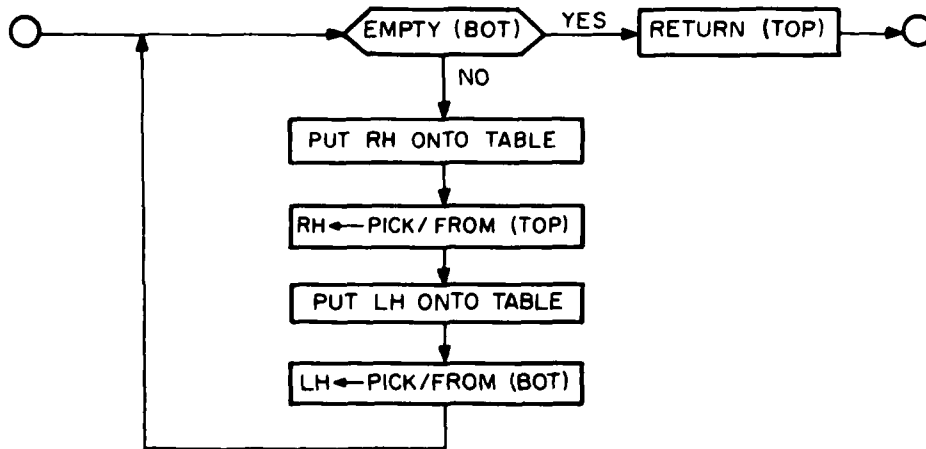 EMPTY (BOT)
YES
RETURN (TOP)
NO
PUT RH ONTO TABLE
RH←PICK/FROM (TOP)
PUT LH ONTO TABLE
LH←PICK/FROM (BOT)